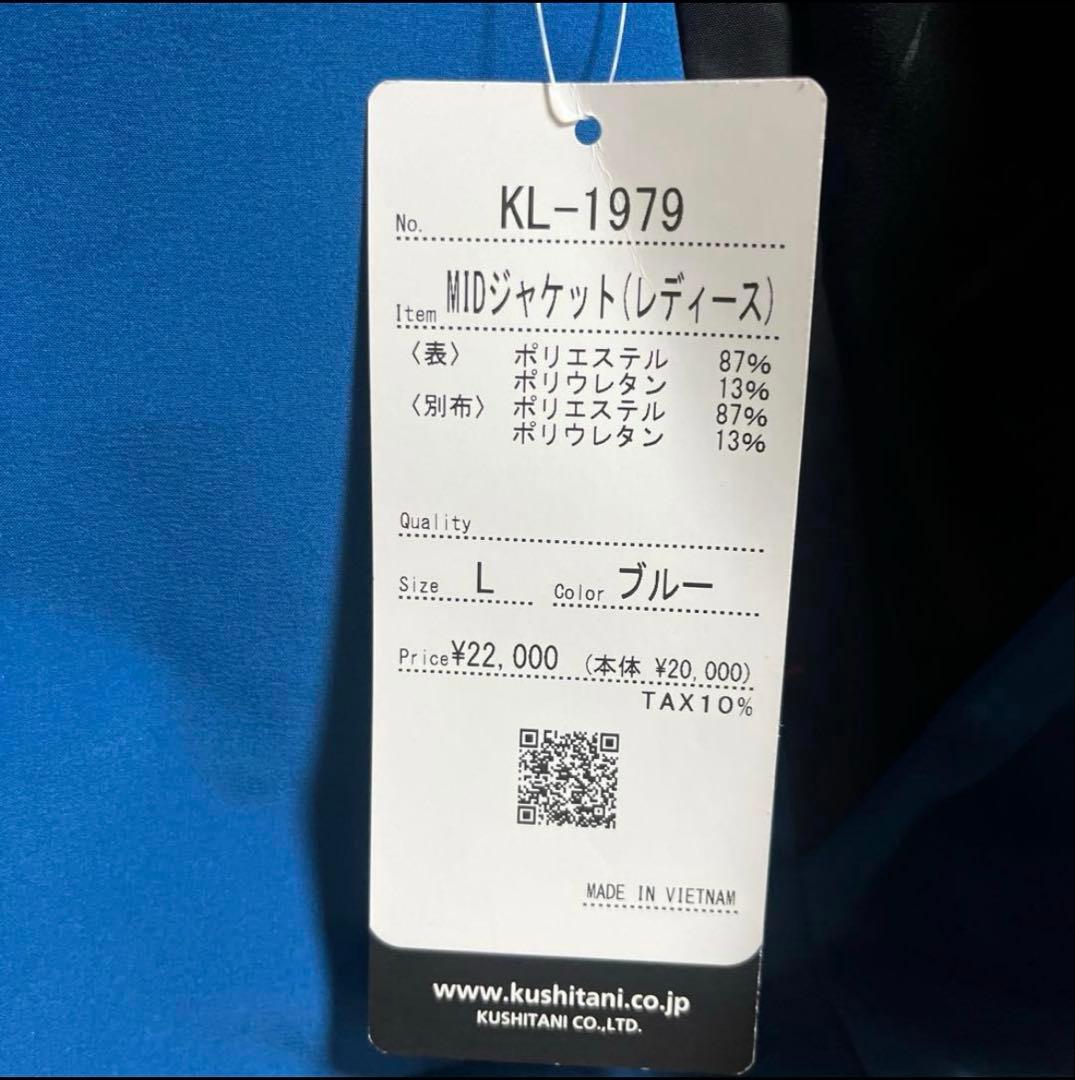 No. KL-1979
Item MIDジャケット(レディース)
〈表〉 ポリエステル 87%
ポリウレタン 13%
〈別布〉 ポリエステル 87%
ポリウレタン 13%
Quality
Size L Color ブルー
Price ¥22,000 (本体 ¥20,000)
TAX10%
MADE IN VIETNAM
www.kushitani.co.jp
KUSHITANI CO.,LTD.